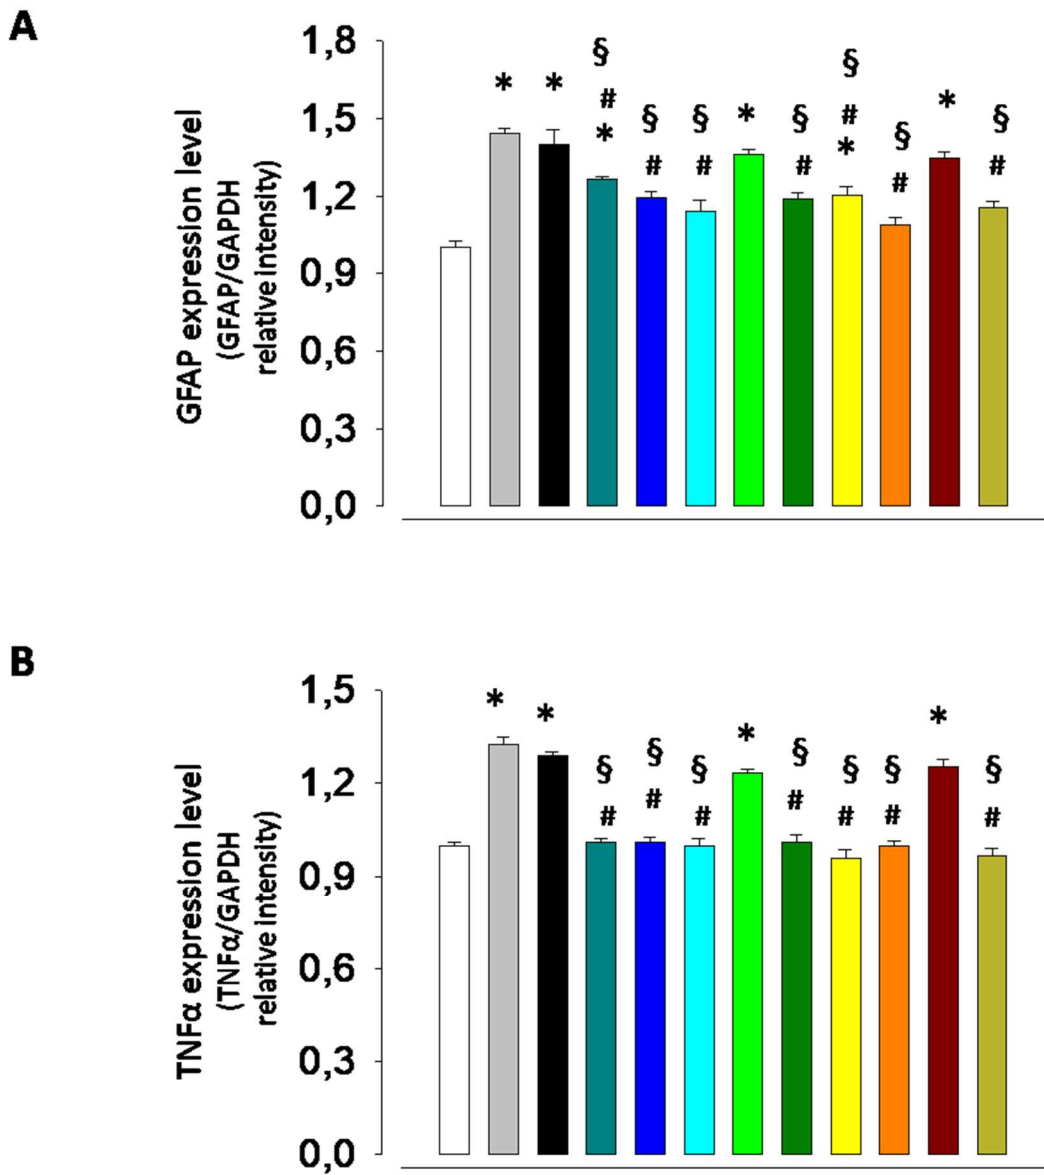 A
GFAP expression level
(GFAP/GAPDH
relative intensity)
1,8
1,5
1,2
0,9
0,6
0,3
0,0
* * § # * § # § # * § # § # * § # * § #
B
TNFα expression level
(TNFα/GAPDH
relative intensity)
1,5
1,2
0,9
0,6
0,3
0,0
* * § # § # § # * § # § # § # * § #